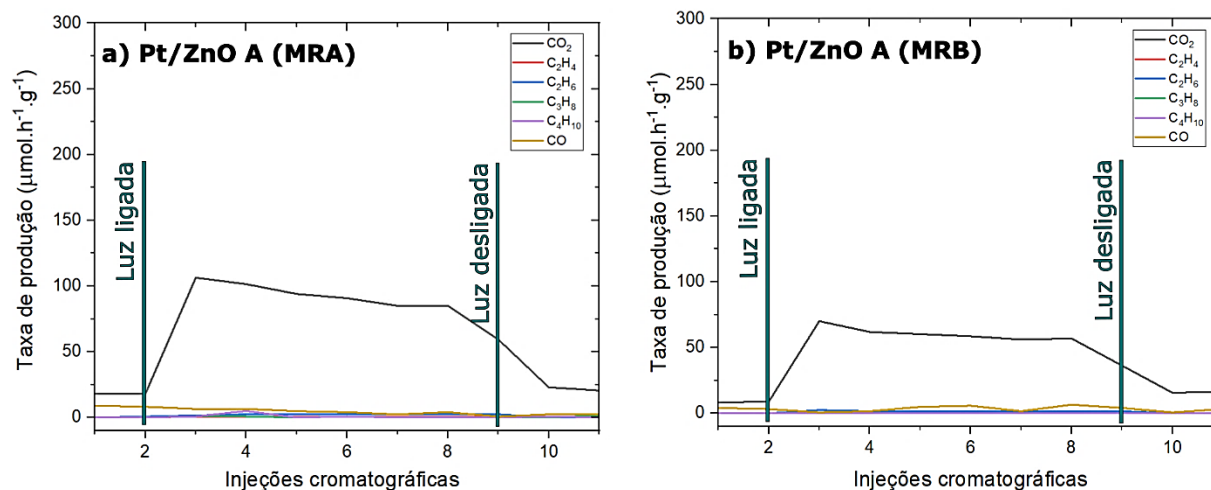 a) Pt/ZnO A (MRA)
CO₂
C₂H₄
C₂H₆
C₃H₈
C₄H₁₀
CO
Luz ligada
Luz desligada
Taxa de produção (μmol.h⁻¹.g⁻¹)
300
250
200
150
100
50
0
2
4
6
8
10
Injeções cromatográficas
b) Pt/ZnO A (MRB)
CO₂
C₂H₄
C₂H₆
C₃H₈
C₄H₁₀
CO
Luz ligada
Luz desligada
Taxa de produção (μmol.h⁻¹.g⁻¹)
300
250
200
150
100
50
0
2
4
6
8
10
Injeções cromatográficas